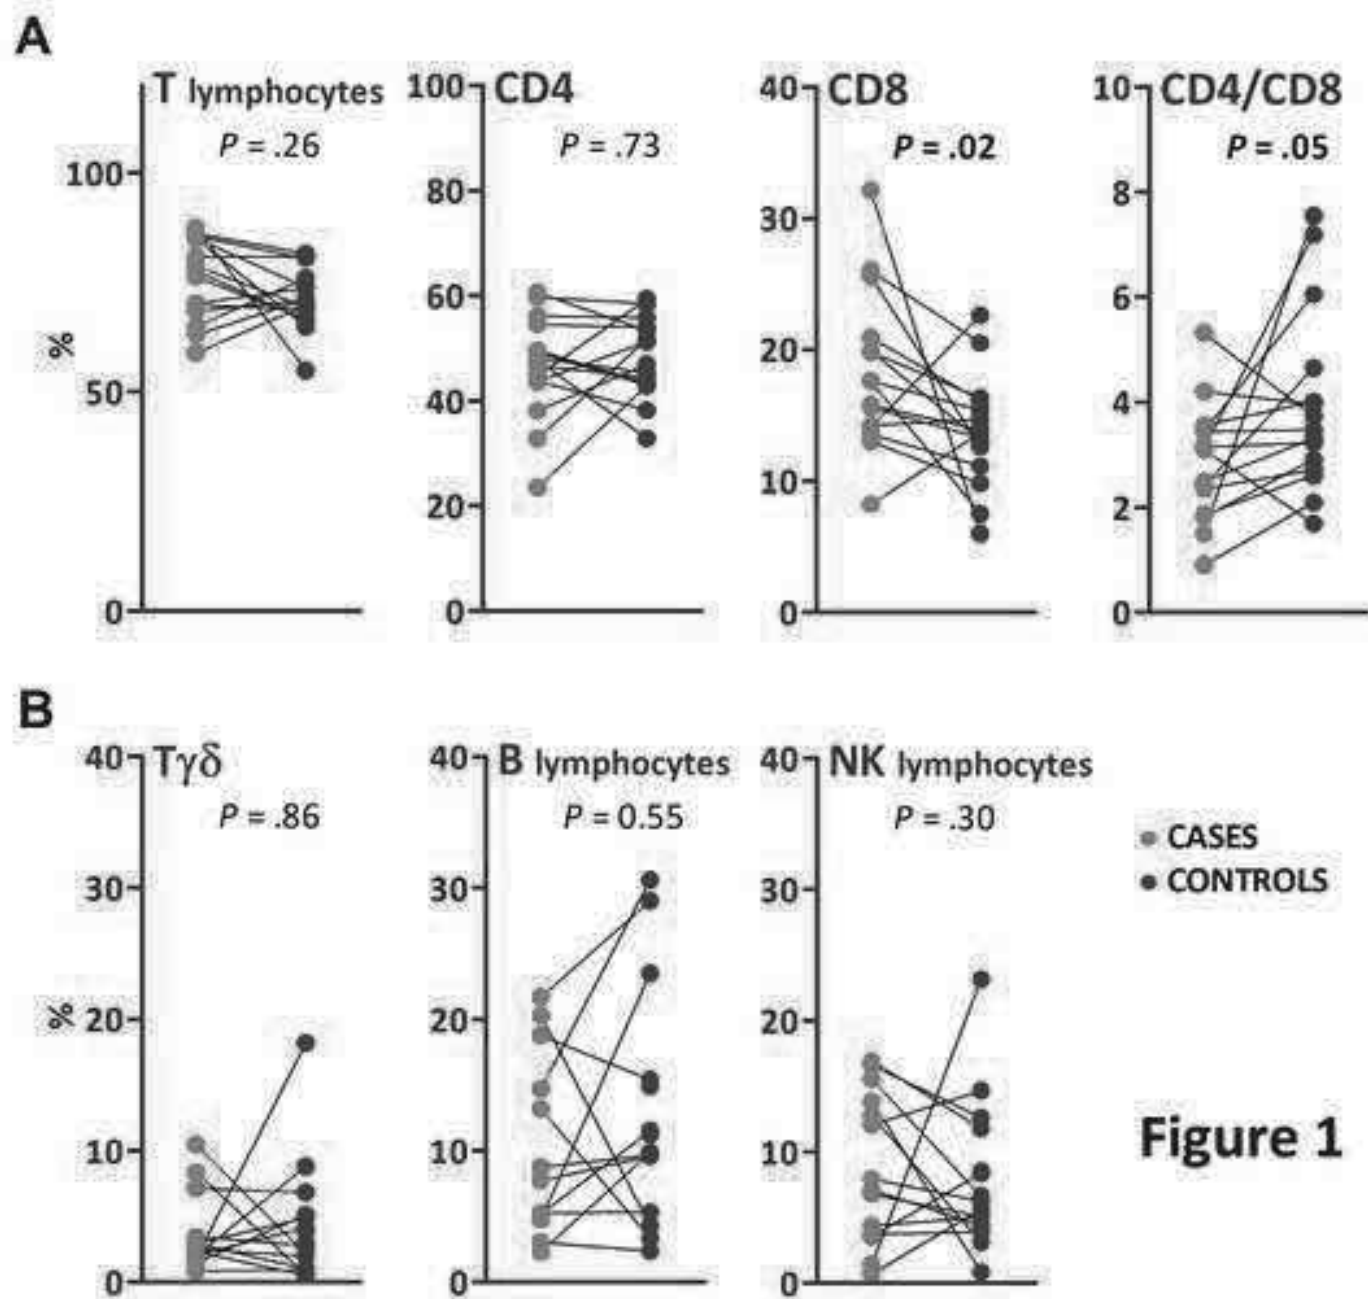 A
T lymphocytes
P = .26
100
50
0
%
CD4
P = .73
100
80
60
40
20
0
CD8
P = .02
40
30
20
10
0
CD4/CD8
P = .05
10
8
6
4
2
0
B
Tγδ
P = .86
40
30
20
10
0
%
B lymphocytes
P = 0.55
40
30
20
10
0
NK lymphocytes
P = .30
40
30
20
10
0
CASES
CONTROLS
Figure 1